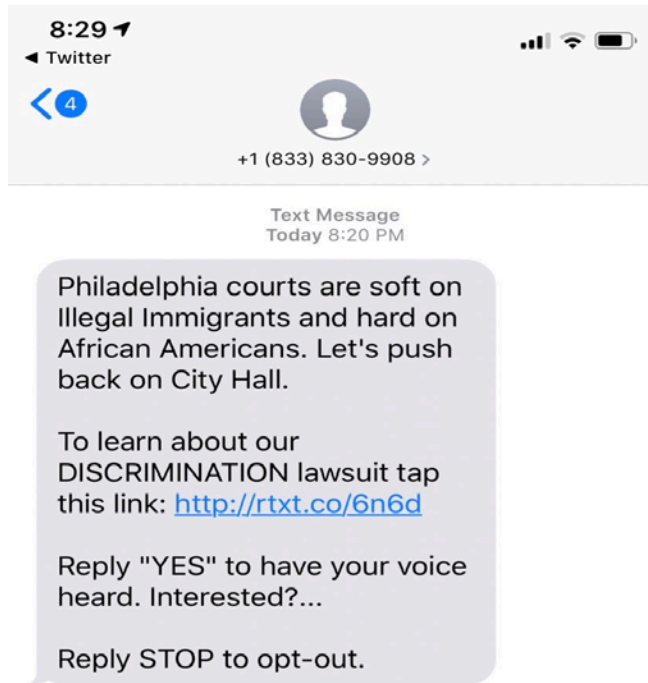 8:29
◀ Twitter
4
+1 (833) 830-9908 >
Text Message
Today 8:20 PM
Philadelphia courts are soft on
Illegal Immigrants and hard on
African Americans. Let's push
back on City Hall.
To learn about our
DISCRIMINATION lawsuit tap
this link: http://rtxt.co/6n6d
Reply "YES" to have your voice
heard. Interested?...
Reply STOP to opt-out.